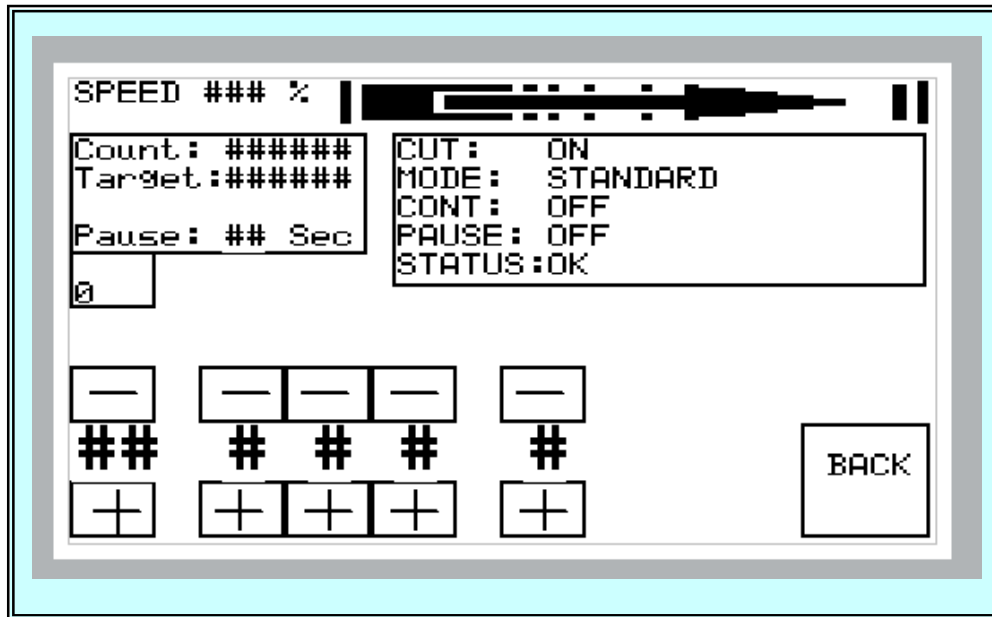 SPEED ### %
Count: ######
Target:######
Pause: ## Sec
0
CUT: ON
MODE: STANDARD
CONT: OFF
PAUSE: OFF
STATUS:OK
— — — — —
## # # # #
+ + + + +
BACK